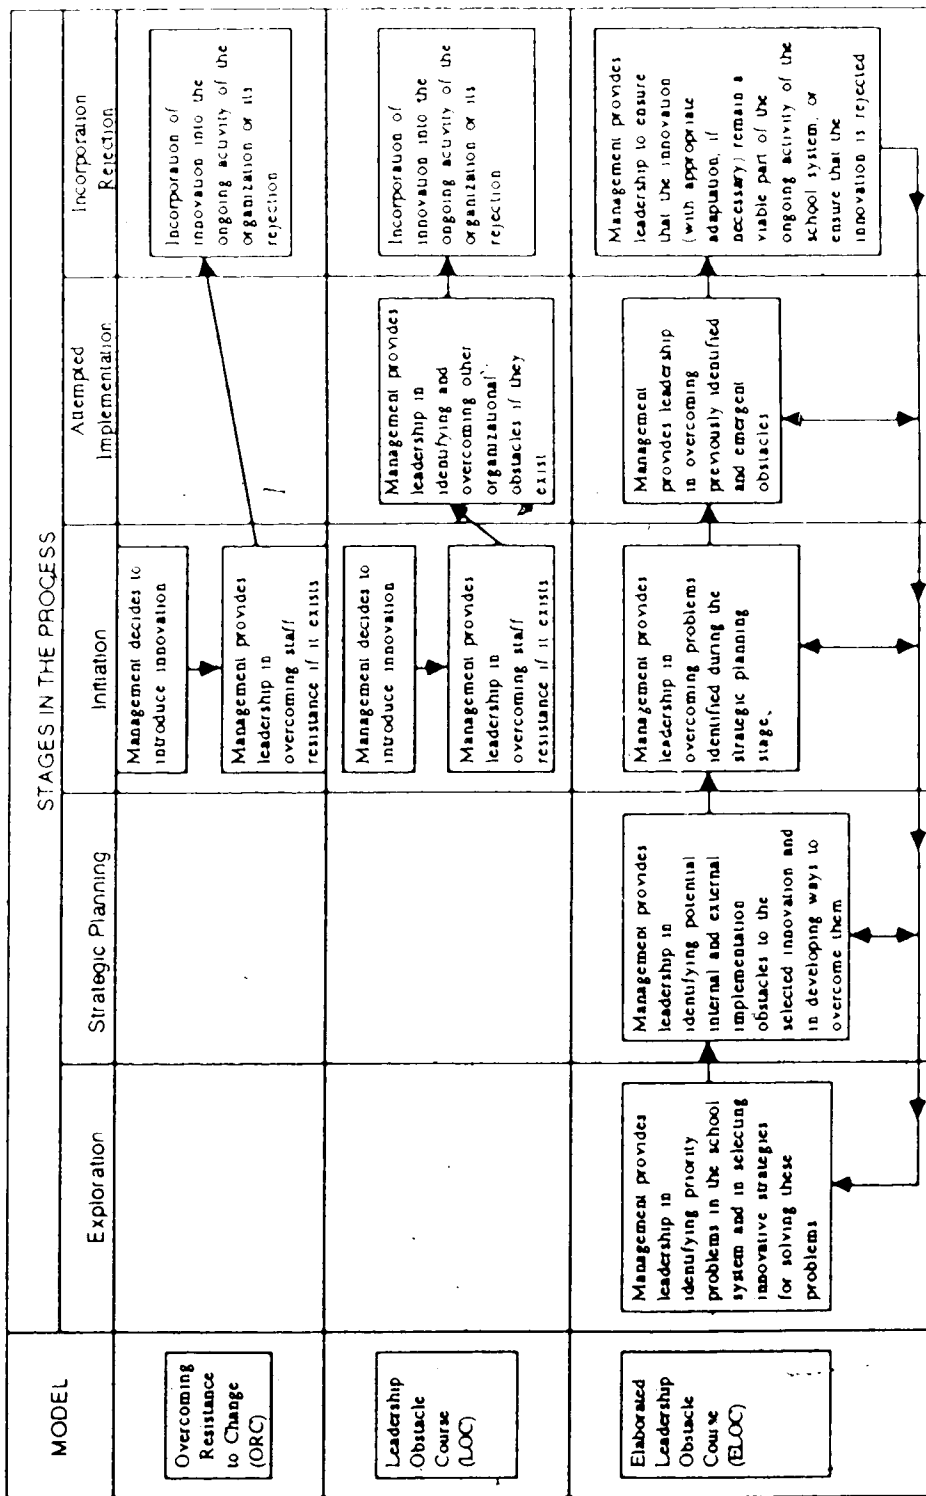 STAGES IN THE PROCESS
MODEL
Exploration
Strategic Planning
Initiation
Attempted
Implementation
Incorporation
Rejection
Overcoming
Resistance
to Change
(ORC)
Management decides to
introduce innovation
Management provides
leadership in
overcoming staff
resistance if it exists
Incorporation of
innovation into the
ongoing activity of the
organization or its
rejection
Leadership
Obstacle
Course
(LOC)
Management decides to
introduce innovation
Management provides
leadership in
overcoming staff
resistance if it exists
Management provides
leadership in
identifying and
overcoming other
organizational
obstacles if they
exist
Incorporation of
innovation into the
ongoing activity of the
organization or its
rejection
Elaborated
Leadership
Obstacle
Course
(ELOC)
Management provides
leadership in
identifying priority
problems in the school
system and in selecting
innovative strategies
for solving these
problems
Management provides
leadership in
identifying potential
internal and external
implementation
obstacles to the
selected innovation and
in developing ways to
overcome them
Management provides
leadership in
overcoming problems
identified during the
strategic planning
stage.
Management
provides leadership
in overcoming
previously identified
and emergent
obstacles
Management provides
leadership to ensure
that the innovation
(with appropriate
adaptation, if
necessary) remain a
viable part of the
ongoing activity of the
school system, or
ensure that the
innovation is rejected